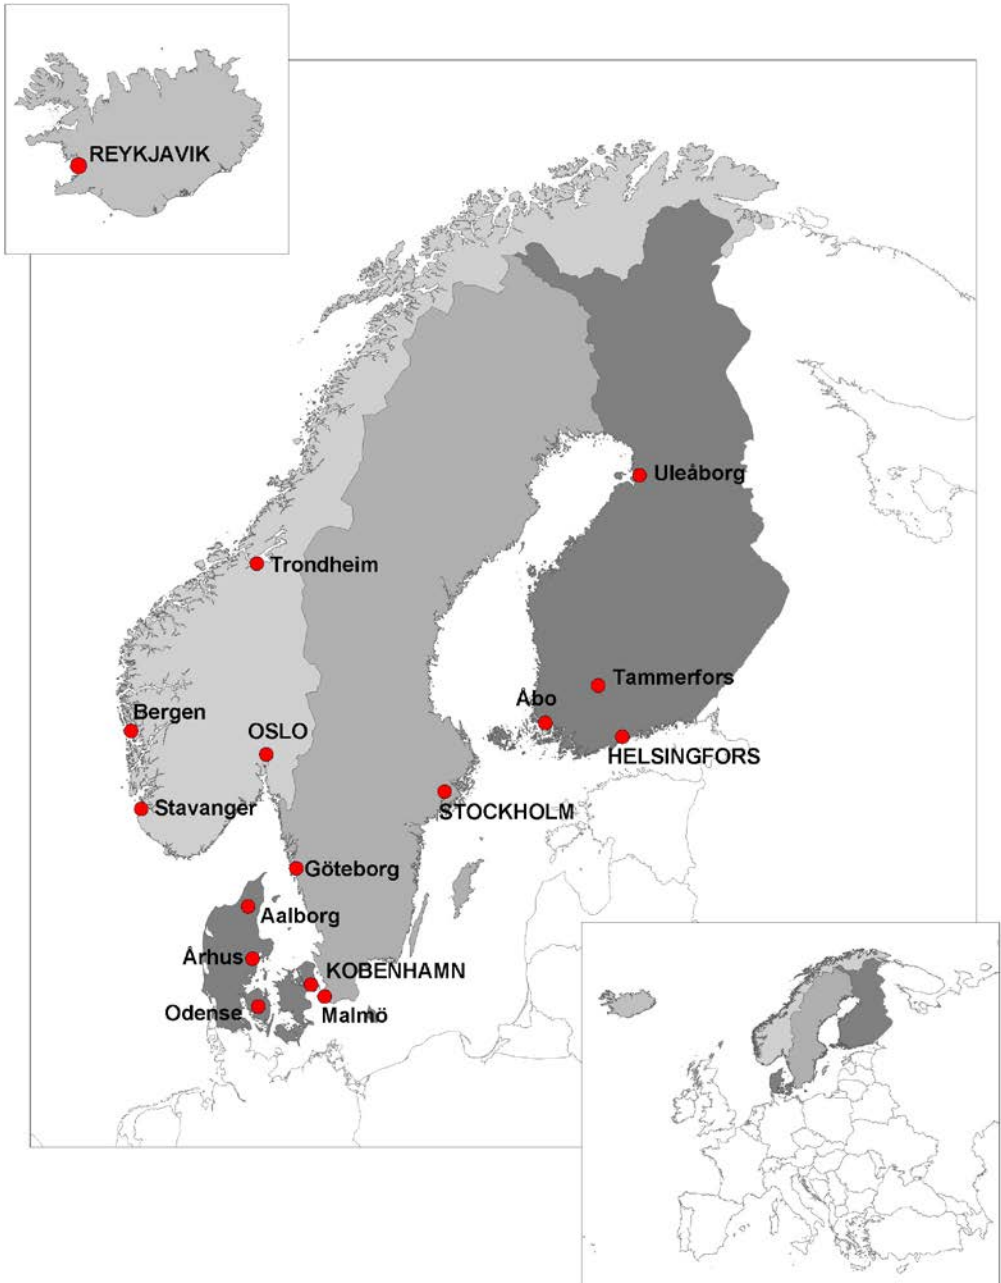 REYKJAVIK
Uleåborg
Trondheim
Tammerfors
Åbo
Bergen
OSLO
HELSINGFORS
Stavanger
STOCKHOLM
Göteborg
Aalborg
Århus
KOBENHAMN
Odense
Malmö